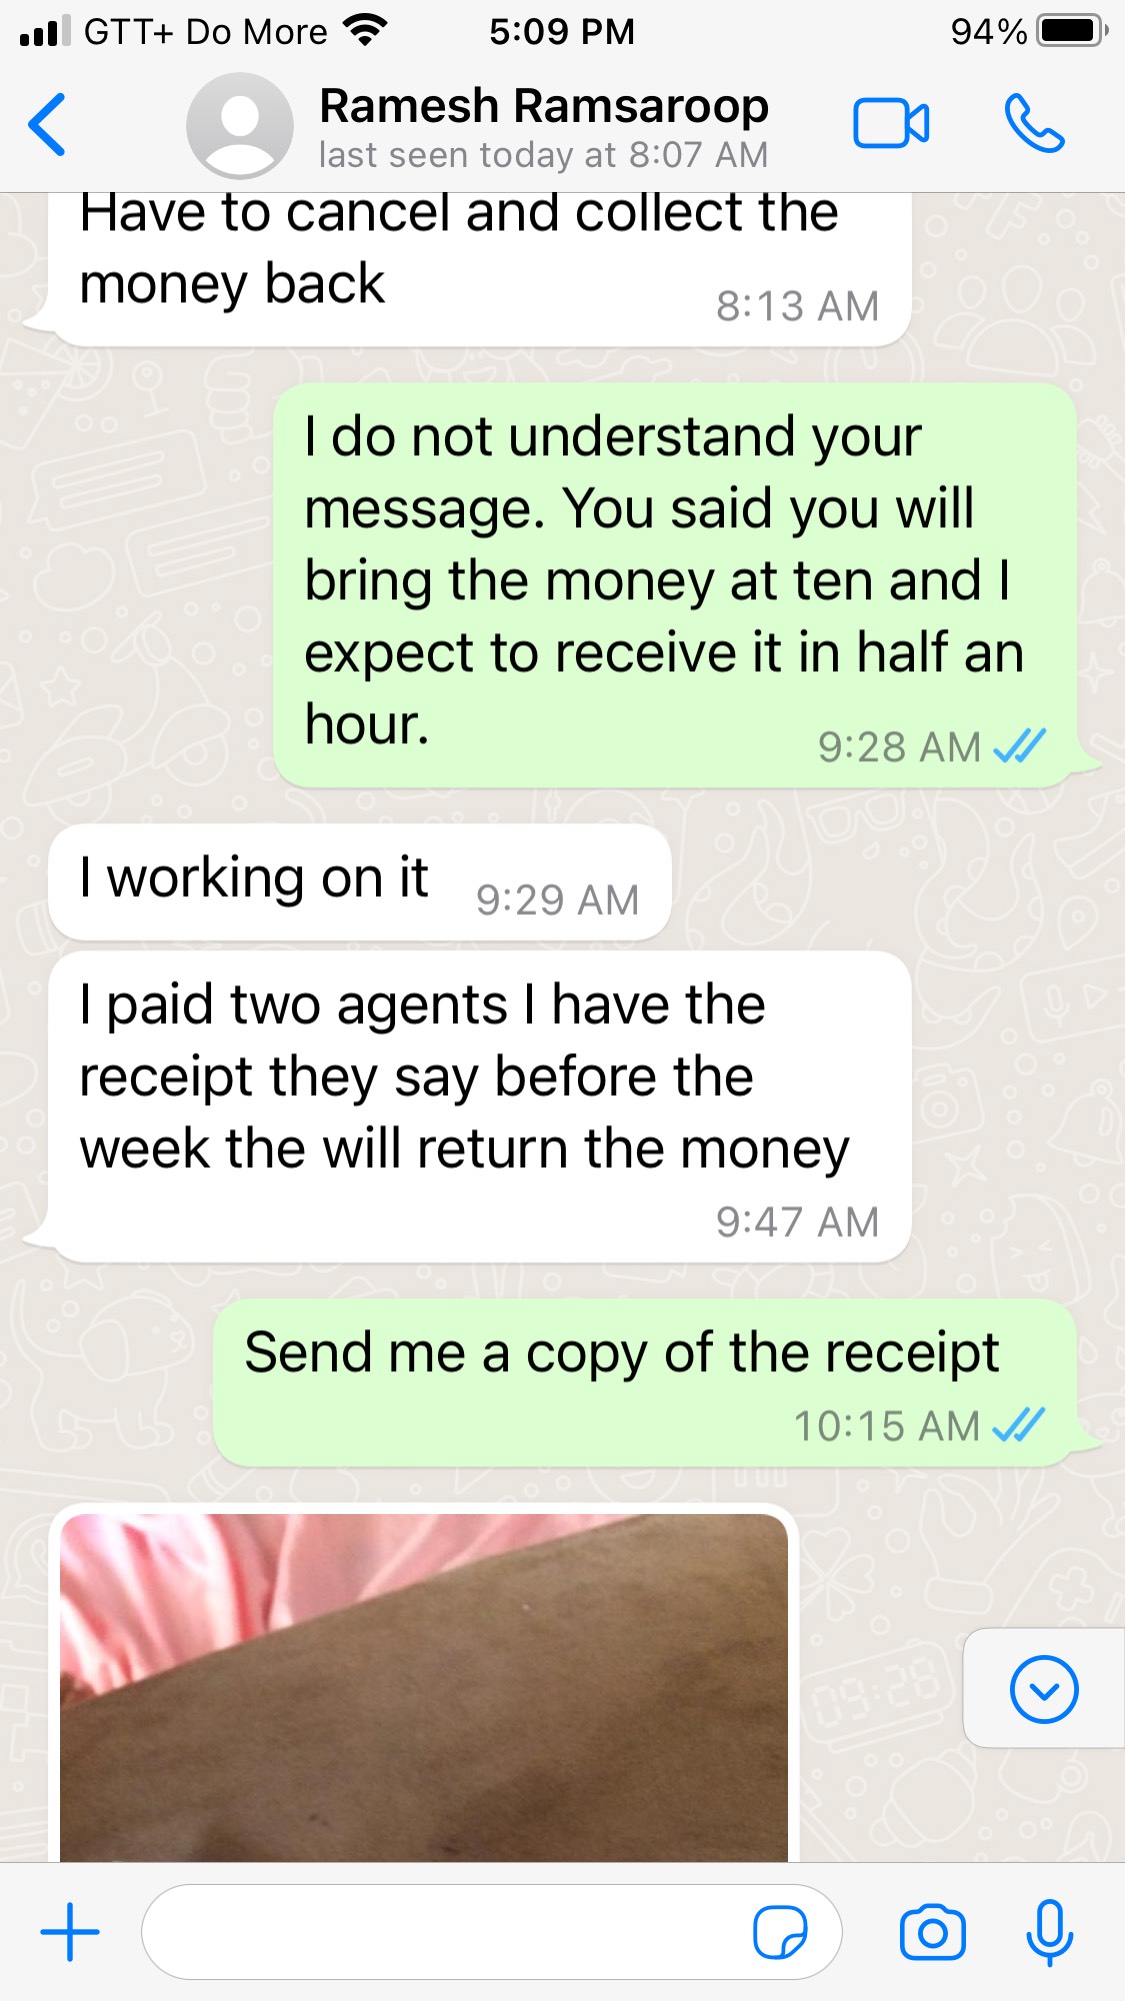 GTT+ Do More 5:09 PM 94%
Ramesh Ramsaroop
last seen today at 8:07 AM
Have to cancel and collect the
money back
8:13 AM
I do not understand your
message. You said you will
bring the money at ten and I
expect to receive it in half an
hour.
9:28 AM
I working on it
9:29 AM
I paid two agents I have the
receipt they say before the
week the will return the money
9:47 AM
Send me a copy of the receipt
10:15 AM
09:28